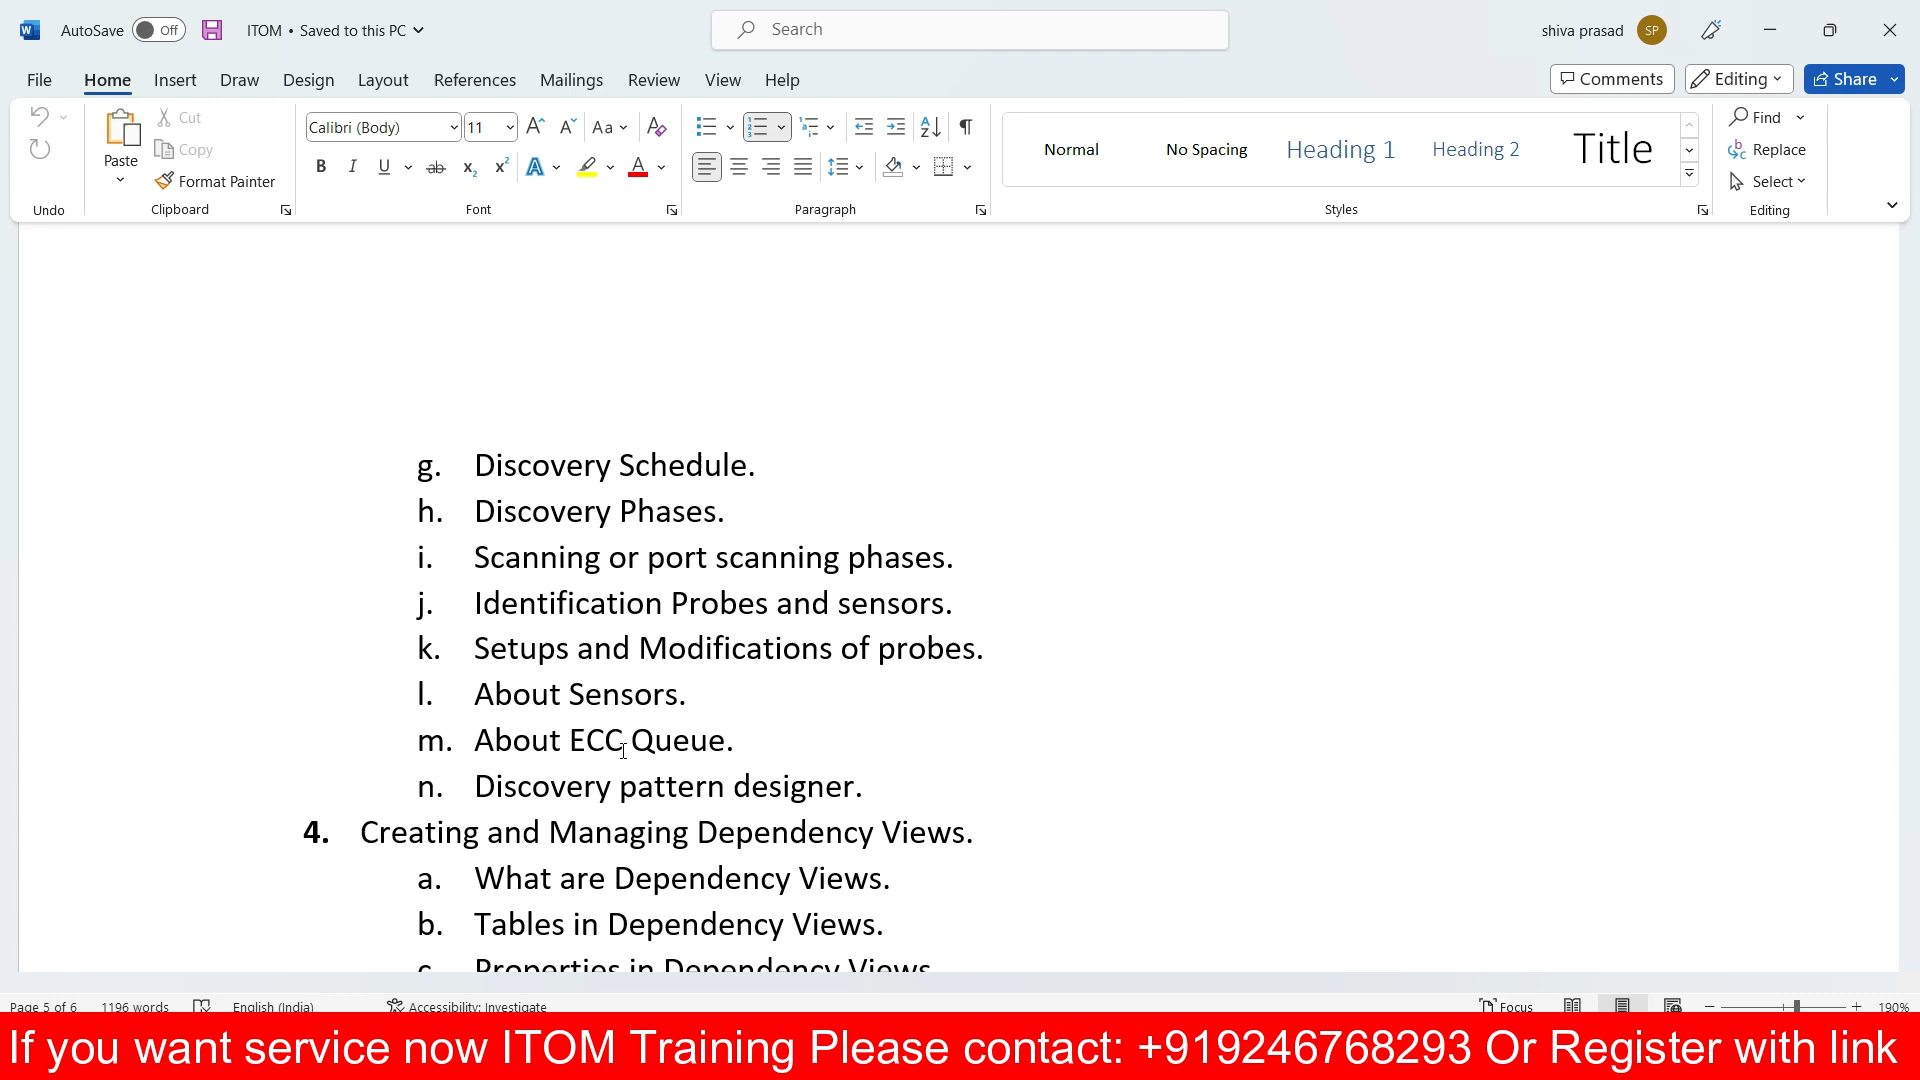 AutoSave Off ITOM • Saved to this PC Search shiva prasad SP
File Home Insert Draw Design Layout References Mailings Review View Help Comments Editing Share
Paste Cut Copy Format Painter
Calibri (Body) 11
Normal No Spacing Heading 1 Heading 2 Title
Find Replace Select
Undo Clipboard Font Paragraph Styles Editing
g. Discovery Schedule.
h. Discovery Phases.
i. Scanning or port scanning phases.
j. Identification Probes and sensors.
k. Setups and Modifications of probes.
l. About Sensors.
m. About ECC Queue.
n. Discovery pattern designer.
4. Creating and Managing Dependency Views.
a. What are Dependency Views.
b. Tables in Dependency Views.
c. Properties in Dependency Views
Page 5 of 6 1196 words English (India) Accessibility: Investigate Focus 190%
If you want service now ITOM Training Please contact: +919246768293 Or Register with link